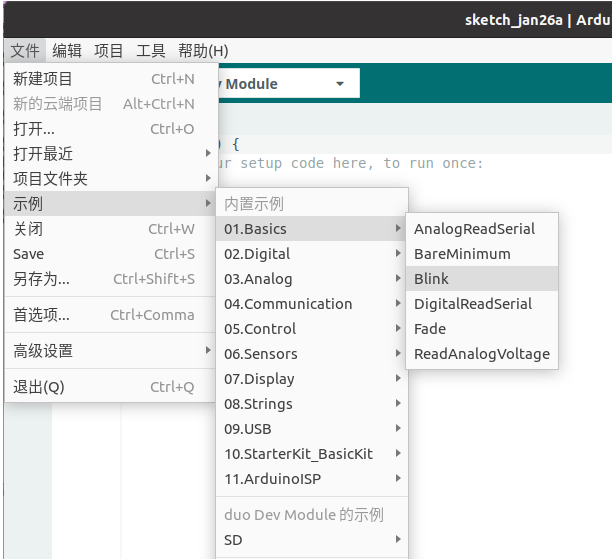 sketch_jan26a | Ardu
文件 编辑 项目 工具 帮助(H)
新建项目 Ctrl+N
新的云端项目 Alt+Ctrl+N
打开... Ctrl+O
打开最近
项目文件夹
示例
关闭 Ctrl+W
Save Ctrl+S
另存为... Ctrl+Shift+S
首选项... Ctrl+Comma
高级设置
退出(Q) Ctrl+Q
Module
) {
ur setup code here, to run once:
内置示例
01.Basics
02.Digital
03.Analog
04.Communication
05.Control
06.Sensors
07.Display
08.Strings
09.USB
10.StarterKit_BasicKit
11.ArduinoISP
duo Dev Module 的示例
SD
AnalogReadSerial
BareMinimum
Blink
DigitalReadSerial
Fade
ReadAnalogVoltage